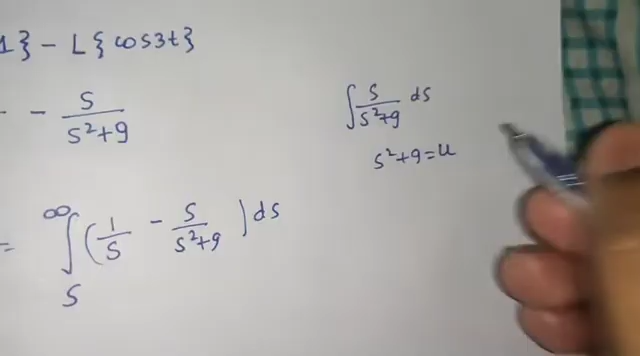 1} - L{cos3t}
- - s/(s²+9)
= ∫_s^∞ (1/s - s/(s²+9)) ds
∫ s/(s²+9) ds
s²+9=u